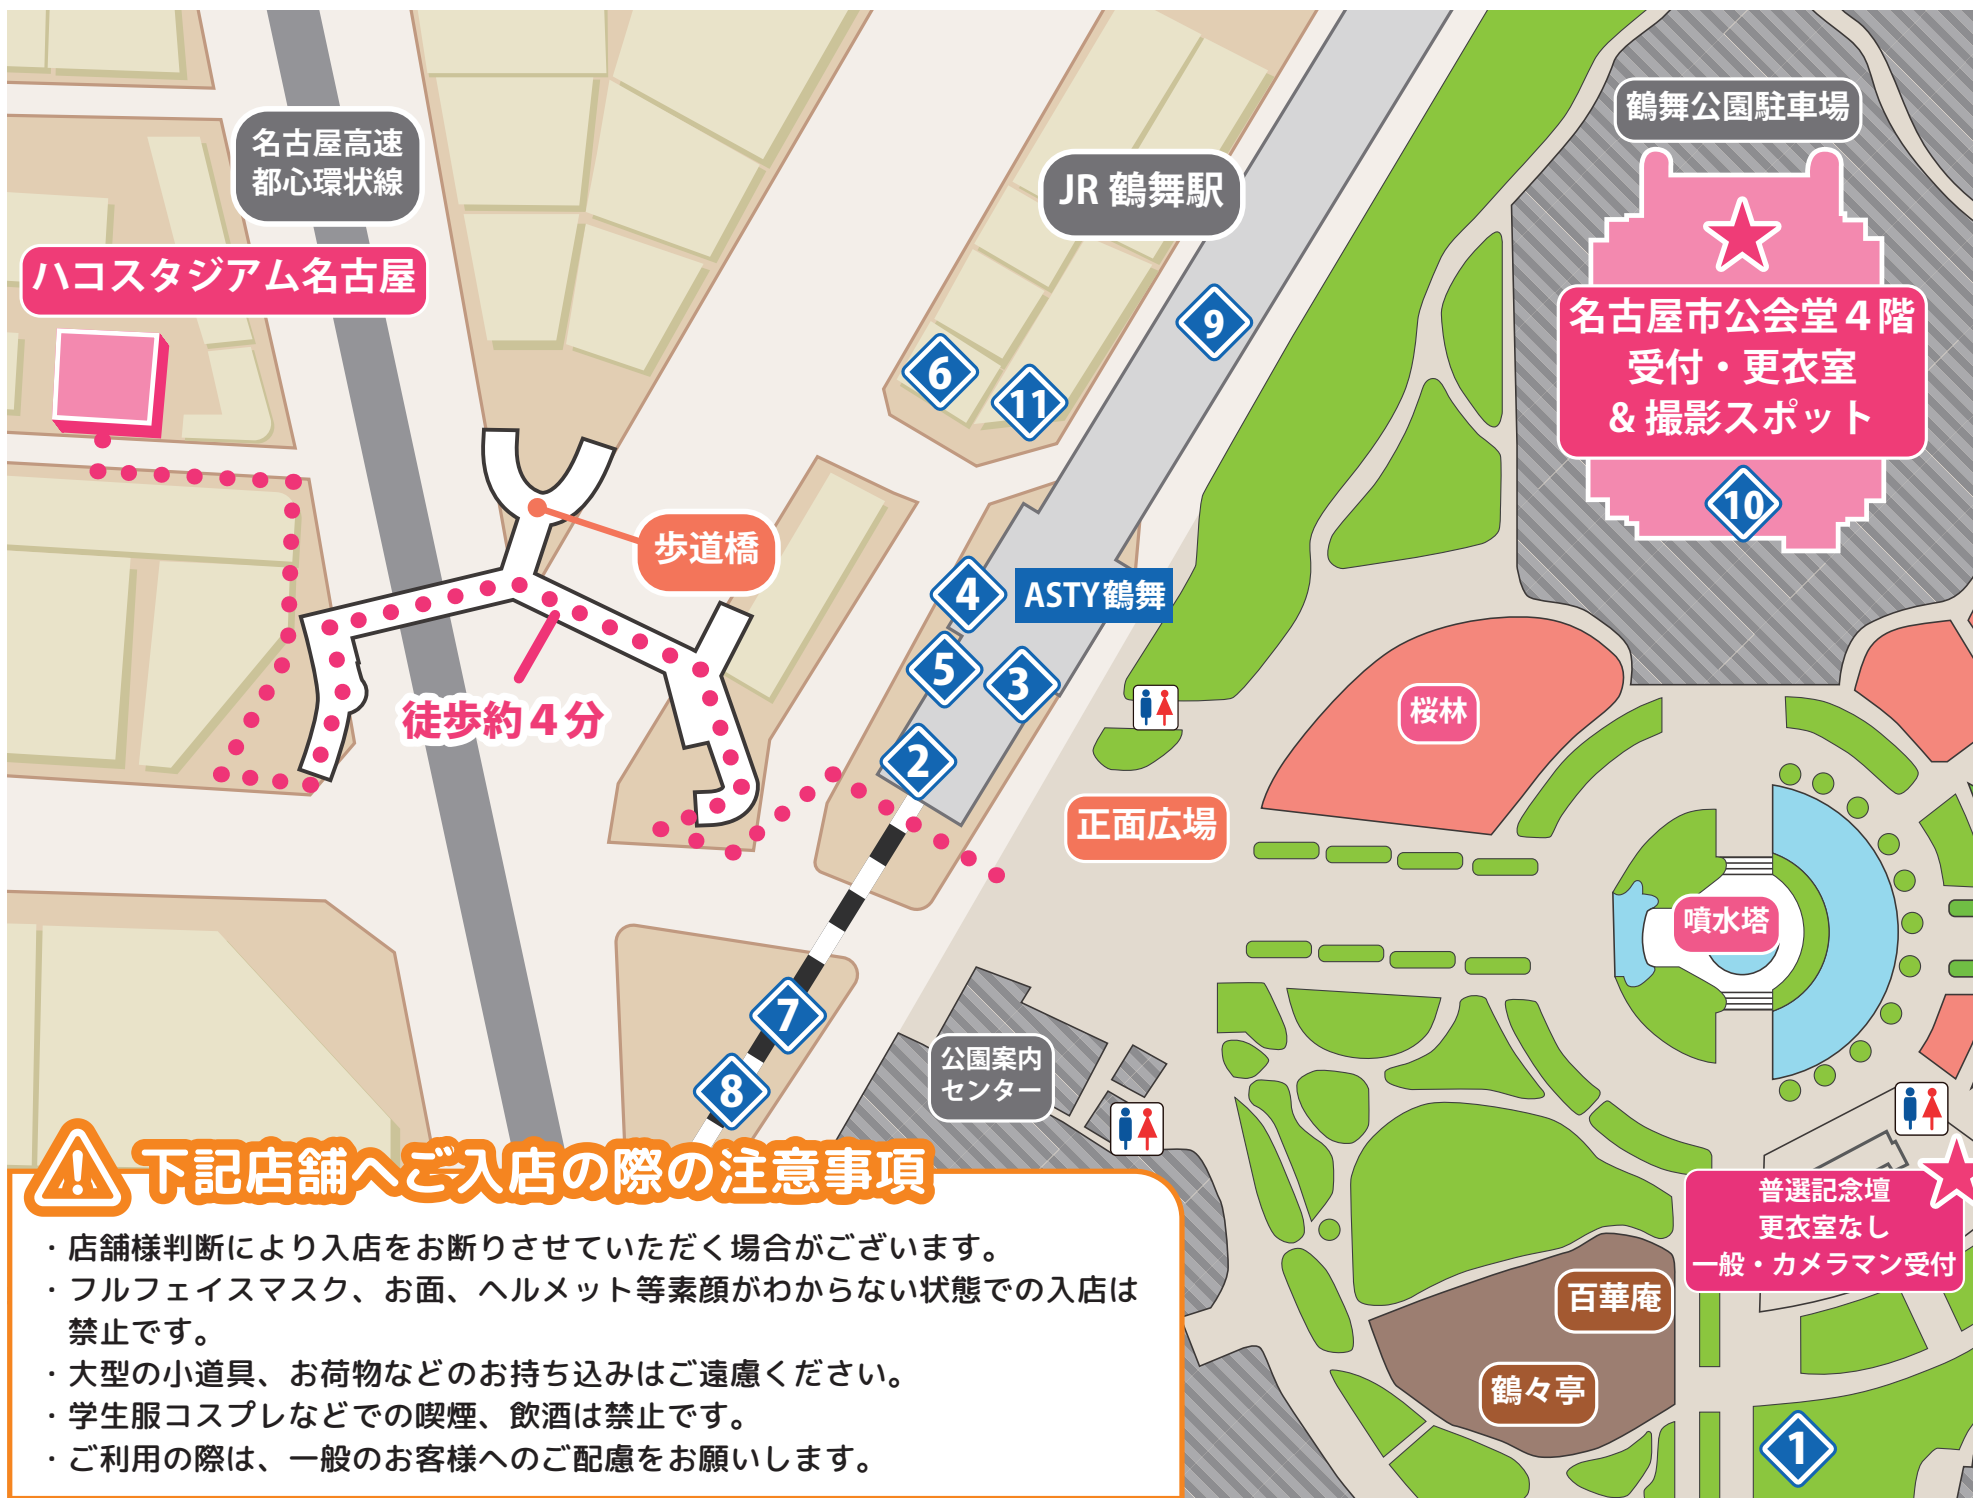 鶴舞公園駐車場
名古屋高速
都心環状線
JR 鶴舞駅
ハコスタジアム名古屋
9
名古屋市公会堂４階
受付・更衣室
& 撮影スポット
6
11
10
歩道橋
4
ASTY鶴舞
5
3
徒歩約４分
桜林
2
正面広場
噴水塔
7
公園案内
センター
8
下記店舗へご入店の際の注意事項
・店舗様判断により入店をお断りさせていただく場合がございます。
・フルフェイスマスク、お面、ヘルメット等素顔がわからない状態での入店は
禁止です。
・大型の小道具、お荷物などのお持ち込みはご遠慮ください。
・学生服コスプレなどでの喫煙、飲酒は禁止です。
・ご利用の際は、一般のお客様へのご配慮をお願いします。
普選記念壇
更衣室なし
一般・カメラマン受付
百華庵
鶴々亭
1